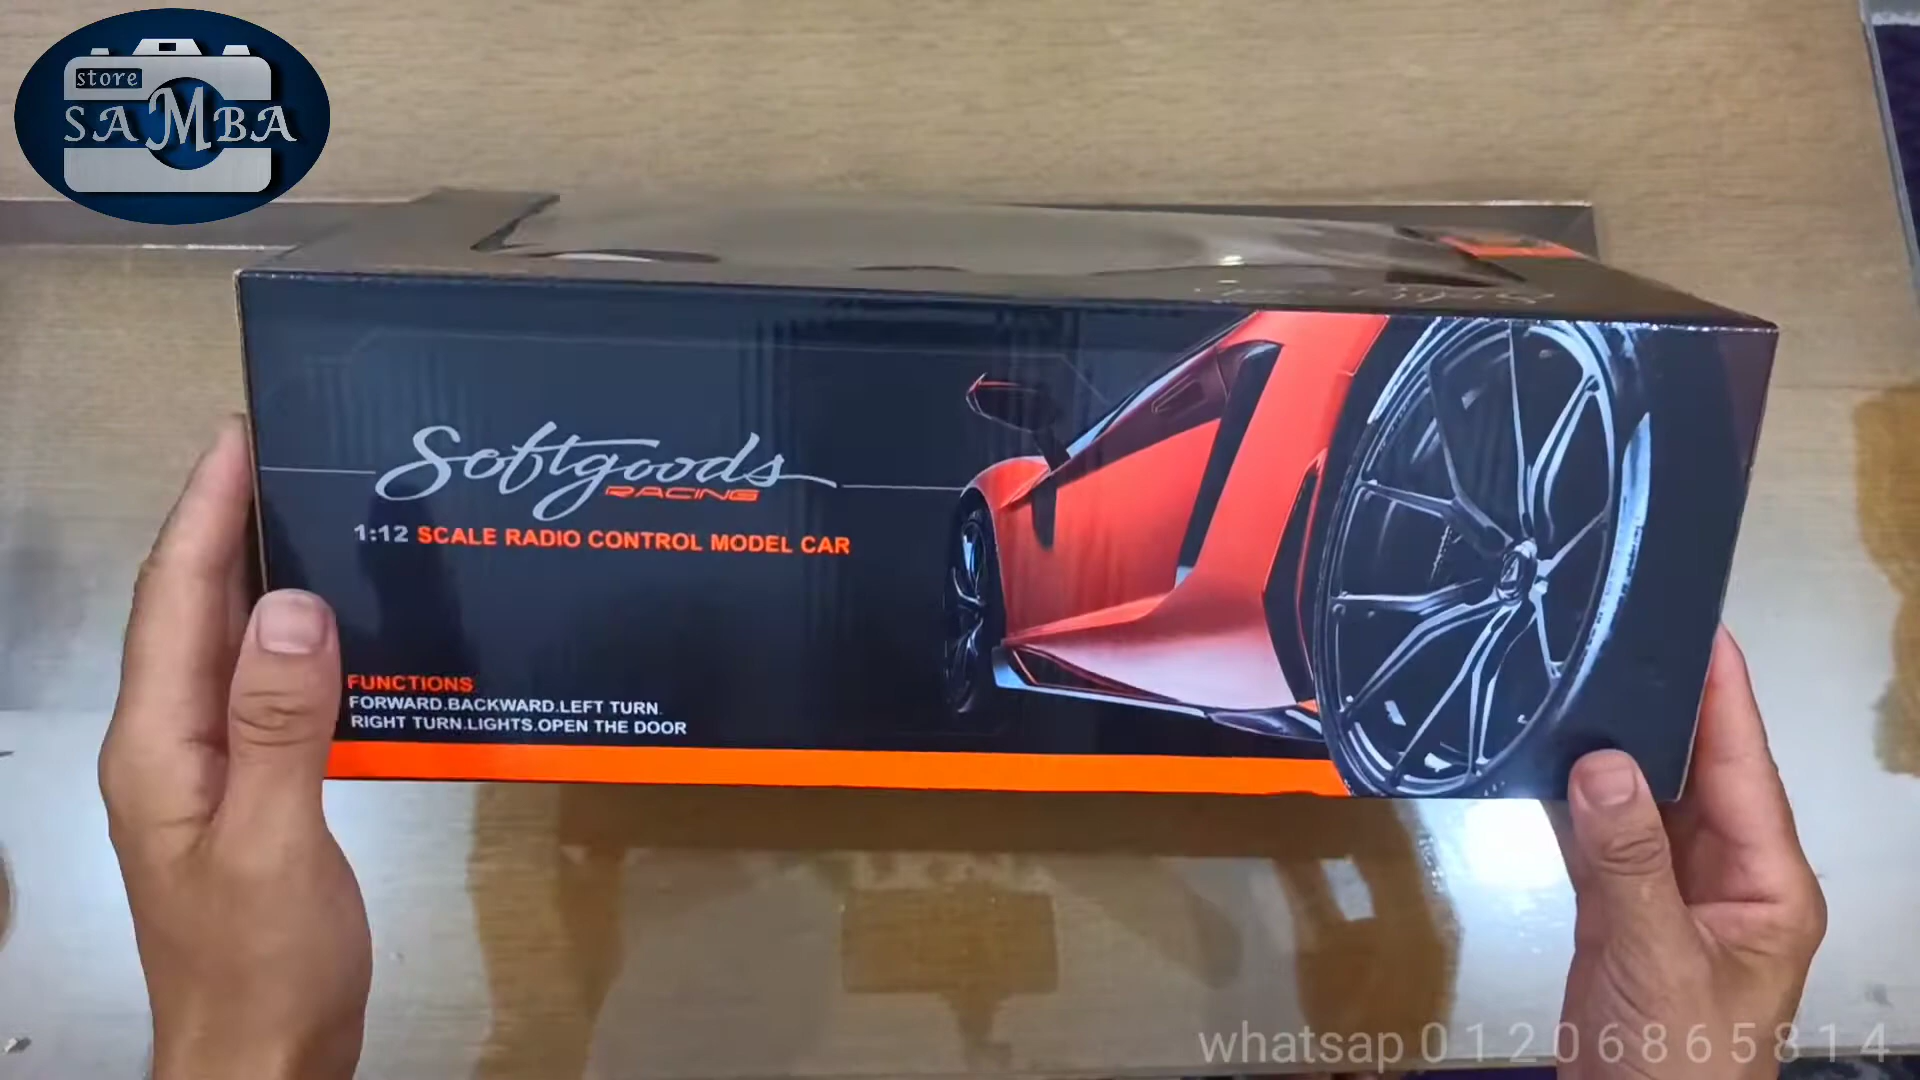 store
SAMBA
Softgoods
RACING
1:12 SCALE RADIO CONTROL MODEL CAR
FUNCTIONS
FORWARD.BACKWARD.LEFT TURN.
RIGHT TURN.LIGHTS.OPEN THE DOOR
whatsap 0 1 2 0 6 8 6 5 8 1 4